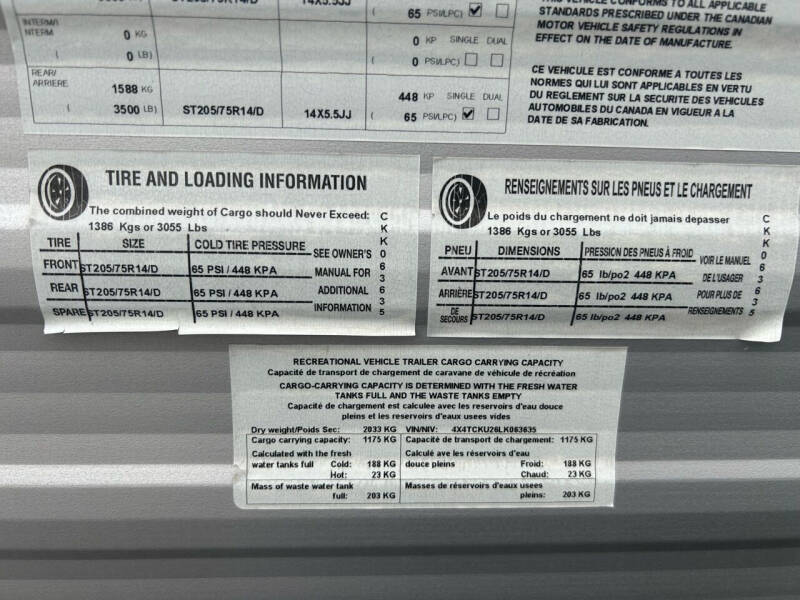 ST205/75R14/D 14X5.5JJ 65 PSI/LPC)
INTERM/I
NTERM 0 KG 0 KP SINGLE DUAL
( 0 LB) ( 0 PSI/LPC)
REAR/
ARRIERE 1588 KG 448 KP SINGLE DUAL
( 3500 LB) ST205/75R14/D 14X5.5JJ ( 65 PSI/LPC)
THIS VEHICLE CONFORMS TO ALL APPLICABLE
STANDARDS PRESCRIBED UNDER THE CANADIAN
MOTOR VEHICLE SAFETY REGULATIONS IN
EFFECT ON THE DATE OF MANUFACTURE.
CE VEHICULE EST CONFORME A TOUTES LES
NORMES QUI LUI SONT APPLICABLES EN VERTU
DU REGLEMENT SUR LA SECURITE DES VEHICULES
AUTOMOBILES DU CANADA EN VIGUEUR A LA
DATE DE SA FABRICATION.
TIRE AND LOADING INFORMATION
The combined weight of Cargo should Never Exceed:
1386 Kgs or 3055 Lbs
TIRE SIZE COLD TIRE PRESSURE
FRONT ST205/75R14/D 65 PSI / 448 KPA
REAR ST205/75R14/D 65 PSI / 448 KPA
SPARE ST205/75R14/D 65 PSI / 448 KPA
SEE OWNER'S
MANUAL FOR
ADDITIONAL
INFORMATION
CKK063635
RENSEIGNEMENTS SUR LES PNEUS ET LE CHARGEMENT
Le poids du chargement ne doit jamais depasser
1386 Kgs or 3055 Lbs
PNEU DIMENSIONS PRESSION DES PNEUS À FROID
AVANT ST205/75R14/D 65 lb/po2 448 KPA
ARRIÈRE ST205/75R14/D 65 lb/po2 448 KPA
DE
SECOURS ST205/75R14/D 65 lb/po2 448 KPA
VOIR LE MANUEL
DE L'USAGER
POUR PLUS DE
RENSEIGNEMENTS
CKK063635
RECREATIONAL VEHICLE TRAILER CARGO CARRYING CAPACITY
Capacité de transport de chargement de caravane de véhicule de récréation
CARGO-CARRYING CAPACITY IS DETERMINED WITH THE FRESH WATER
TANKS FULL AND THE WASTE TANKS EMPTY
Capacité de chargement est calculée avec les reservoirs d'eau douce
pleins et les reservoirs d'eaux usees vides
Dry weight/Poids Sec: 2033 KG VIN/NIV: 4X4TCKU26LK063635
Cargo carrying capacity: 1175 KG Capacité de transport de chargement: 1175 KG
Calculated with the fresh Calculé ave les réservoirs d'eau
water tanks full Cold: 188 KG douce pleins Froid: 188 KG
Hot: 23 KG Chaud: 23 KG
Mass of waste water tank Masses de réservoirs d'eaux usees
full: 203 KG pleins: 203 KG